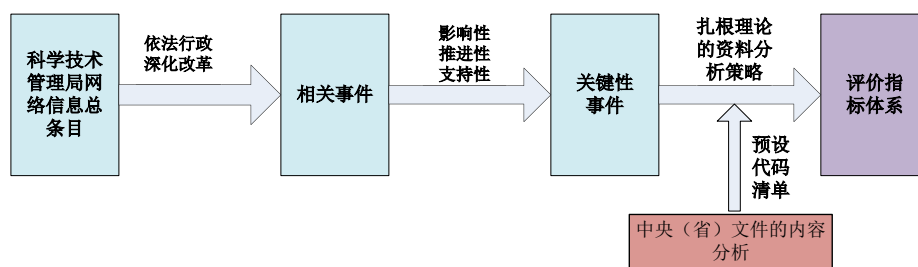 科学技术
管理局网
络信息总
条目
依法行政
深化改革
相关事件
影响性
推进性
支持性
关键性
事件
扎根理论
的资料分
析策略
评价指
标体系
预设
代码
清单
中央（省）文件的内容
分析